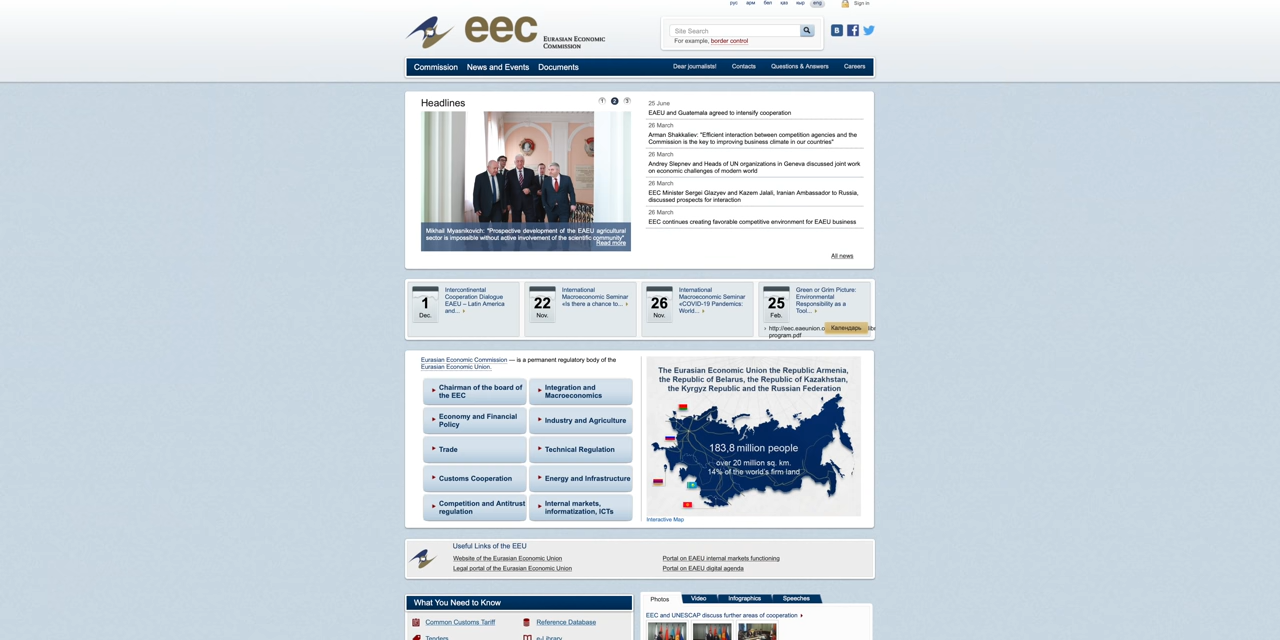 рус арм бел қаз кыр eng Sign in
eec
Eurasian Economic
Commission
Site Search
For example, border control
Commission News and Events Documents Dear journalists! Contacts Questions & Answers Careers
Headlines
1 2 3
Mikhail Myasnikovich: "Prospective development of the EAEU agricultural
sector is impossible without active involvement of the scientific community"
Read more
25 June
EAEU and Guatemala agreed to intensify cooperation
26 March
Arman Shakkaliev: "Efficient interaction between competition agencies and the
Commission is the key to improving business climate in our countries"
26 March
Andrey Slepnev and Heads of UN organizations in Geneva discussed joint work
on economic challenges of modern world
26 March
EEC Minister Sergei Glazyev and Kazem Jalali, Iranian Ambassador to Russia,
discussed prospects for interaction
26 March
EEC continues creating favorable competitive environment for EAEU business
All news
1
Dec.
Intercontinental
Cooperation Dialogue
EAEU – Latin America
and...
22
Nov.
International
Macroeconomic Seminar
«Is there a chance to...
26
Nov.
International
Macroeconomic Seminar
«COVID-19 Pandemics:
World...
25
Feb.
Green or Grim Picture:
Environmental
Responsibility as a
Tool...
http://eec.eaeunion.
program.pdf
Календарь
Eurasian Economic Commission — is a permanent regulatory body of the
Eurasian Economic Union.
Chairman of the board of
the EEC
Integration and
Macroeconomics
Economy and Financial
Policy
Industry and Agriculture
Trade
Technical Regulation
Customs Cooperation
Energy and Infrastructure
Competition and Antitrust
regulation
Internal markets,
informatization, ICTs
The Eurasian Economic Union the Republic Armenia,
the Republic of Belarus, the Republic of Kazakhstan,
the Kyrgyz Republic and the Russian Federation
183,8 million people
over 20 million sq. km.
14% of the world's firm land
Interactive Map
Useful Links of the EEU
Website of the Eurasian Economic Union
Legal portal of the Eurasian Economic Union
Portal on EAEU internal markets functioning
Portal on EAEU digital agenda
What You Need to Know
Common Customs Tariff
Reference Database
Tenders
e-Library
Photos Video Infographics Speeches
EEC and UNESCAP discuss further areas of cooperation